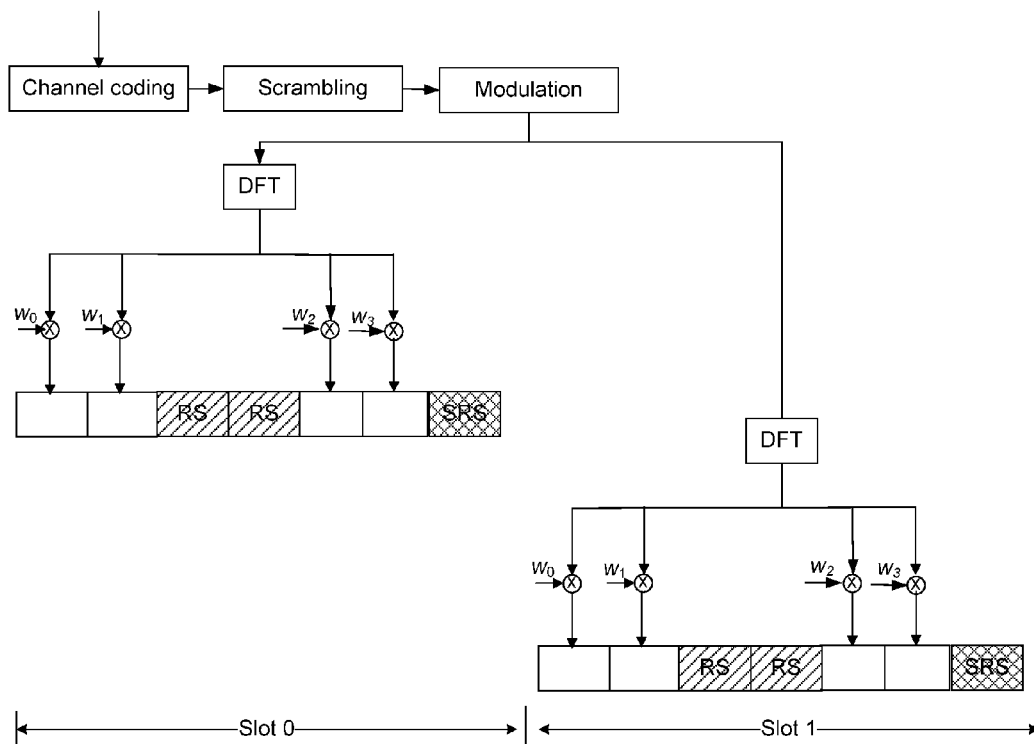 Channel coding
Scrambling
Modulation
DFT
w0 w1 w2 w3
X X X X
RS RS SRS
DFT
w0 w1 w2 w3
X X X X
RS RS SRS
Slot 0
Slot 1